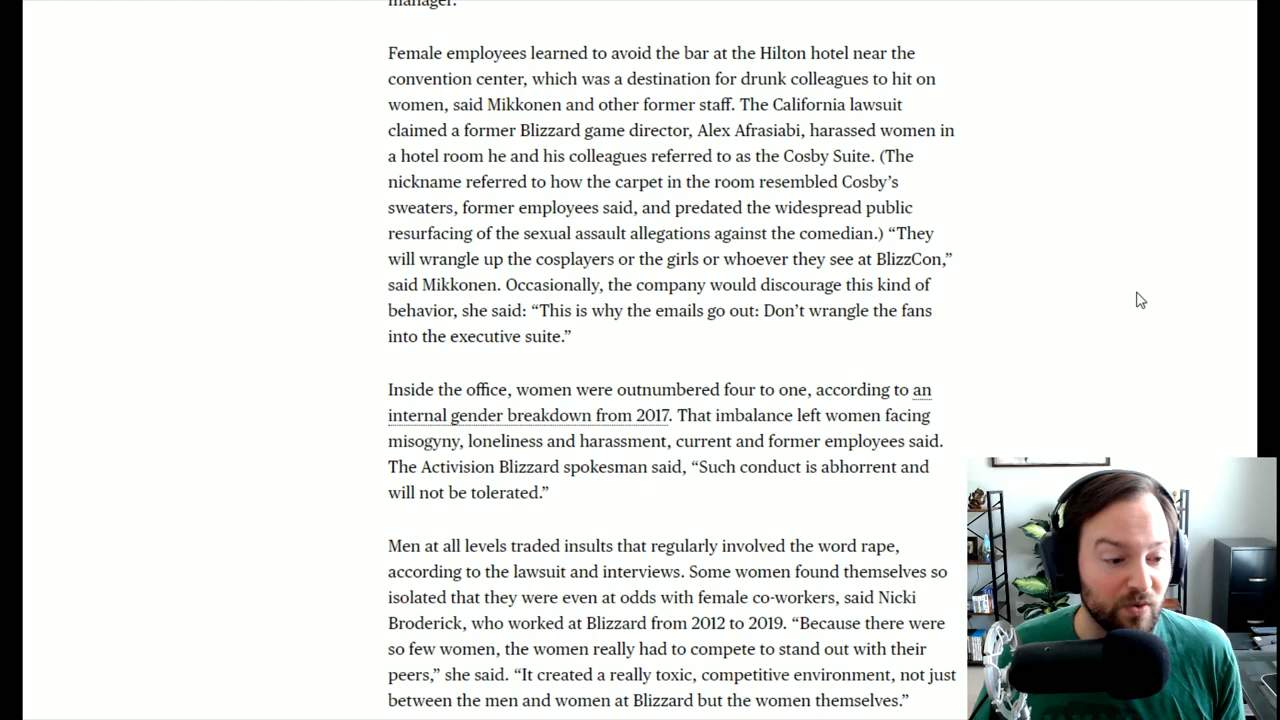 manager.
Female employees learned to avoid the bar at the Hilton hotel near the
convention center, which was a destination for drunk colleagues to hit on
women, said Mikkonen and other former staff. The California lawsuit
claimed a former Blizzard game director, Alex Afrasiabi, harassed women in
a hotel room he and his colleagues referred to as the Cosby Suite. (The
nickname referred to how the carpet in the room resembled Cosby’s
sweaters, former employees said, and predated the widespread public
resurfacing of the sexual assault allegations against the comedian.) “They
will wrangle up the cosplayers or the girls or whoever they see at BlizzCon,”
said Mikkonen. Occasionally, the company would discourage this kind of
behavior, she said: “This is why the emails go out: Don’t wrangle the fans
into the executive suite.”
Inside the office, women were outnumbered four to one, according to an
internal gender breakdown from 2017. That imbalance left women facing
misogyny, loneliness and harassment, current and former employees said.
The Activision Blizzard spokesman said, “Such conduct is abhorrent and
will not be tolerated.”
Men at all levels traded insults that regularly involved the word rape,
according to the lawsuit and interviews. Some women found themselves so
isolated that they were even at odds with female co-workers, said Nicki
Broderick, who worked at Blizzard from 2012 to 2019. “Because there were
so few women, the women really had to compete to stand out with their
peers,” she said. “It created a really toxic, competitive environment, not just
between the men and women at Blizzard but the women themselves.”